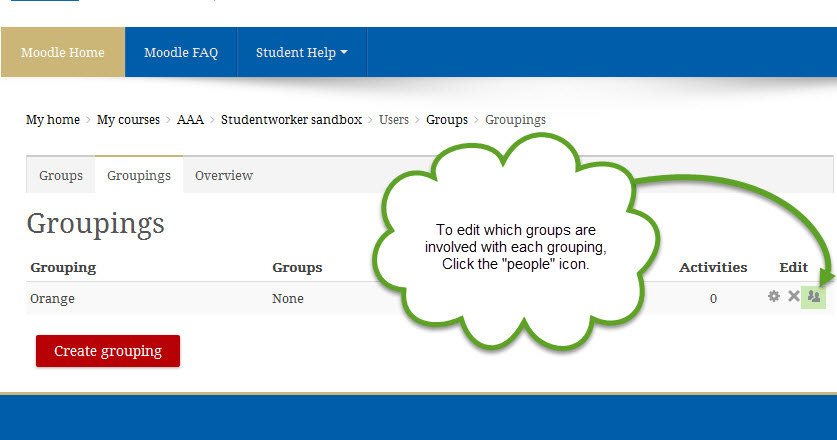 Moodle Home Moodle FAQ Student Help
My home > My courses > AAA > Studentworker sandbox > Users > Groups > Groupings
Groups Groupings Overview
Groupings
To edit which groups are
involved with each grouping,
Click the "people" icon.
Grouping Groups Activities Edit
Orange None 0
Create grouping